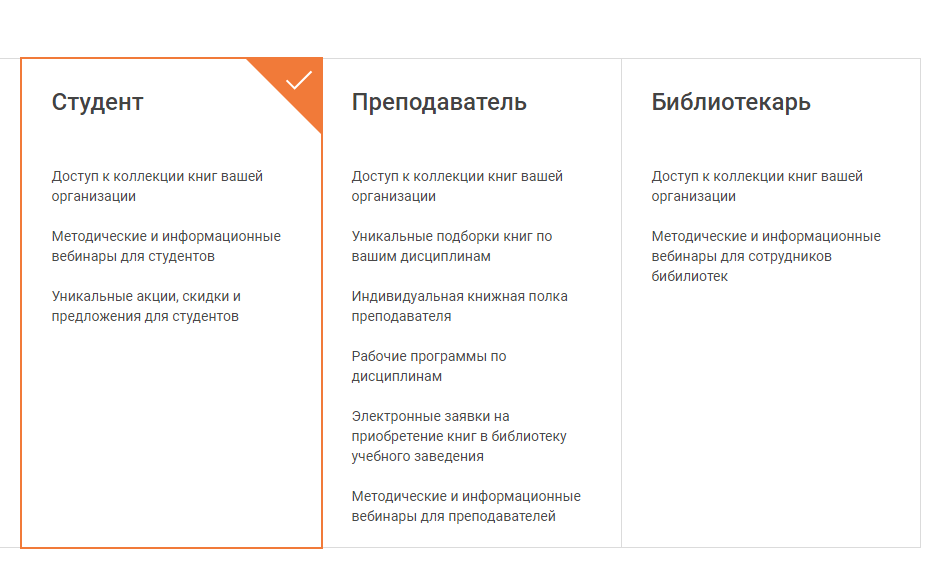 Студент
Доступ к коллекции книг вашей
организации
Методические и информационные
вебинары для студентов
Уникальные акции, скидки и
предложения для студентов
Преподаватель
Доступ к коллекции книг вашей
организации
Уникальные подборки книг по
вашим дисциплинам
Индивидуальная книжная полка
преподавателя
Рабочие программы по
дисциплинам
Электронные заявки на
приобретение книг в библиотеку
учебного заведения
Методические и информационные
вебинары для преподавателей
Библиотекарь
Доступ к коллекции книг вашей
организации
Методические и информационные
вебинары для сотрудников
бибилиотек